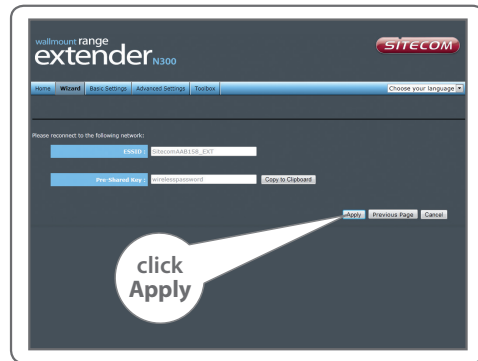 wallmount range
extender N300
SITECOM
Home Wizard Basic Settings Advanced Settings Toolbox Choose your language
Please reconnect to the following network:
ESSID : SitecomAAB158_EXT
Pre-Shared Key : wirelesspassword Copy to Clipboard
Apply Previous Page Cancel
click
Apply